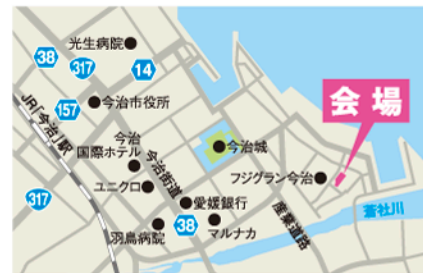 光生病院
38
317
14
会場
157
今治市役所
JR「今治」駅
今治
国際ホテル
今治城
今治街道
フジグラン今治
ユニクロ
317
愛媛銀行
蒼社川
羽鳥病院
38
マルナカ
産業道路